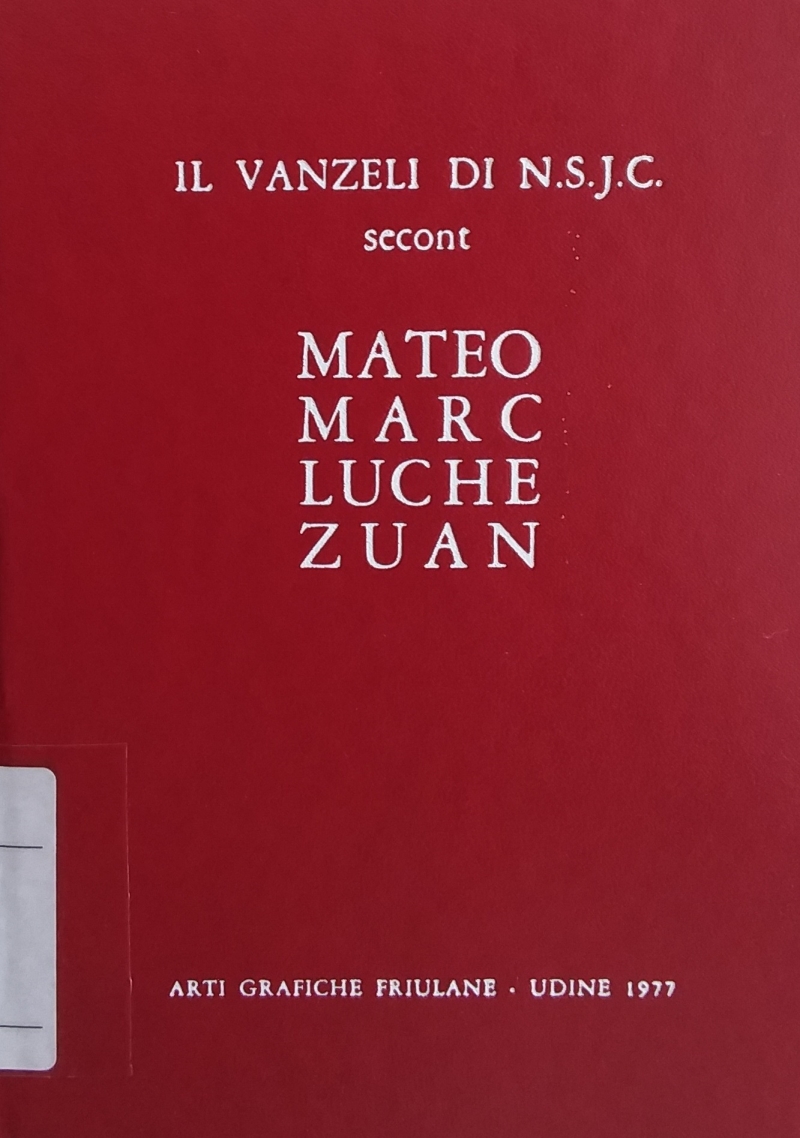 IL VANZELI DI N.S.J.C.
secont
MATEO
MARC
LUCHE
ZUAN
ARTI GRAFICHE FRIULANE · UDINE 1977